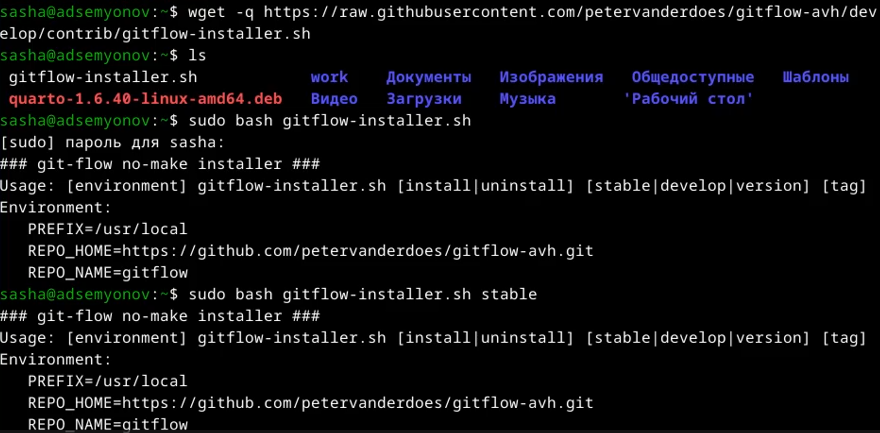 sasha@adsemyonov:~$ wget -q https://raw.githubusercontent.com/petervanderdoes/gitflow-avh/dev
elop/contrib/gitflow-installer.sh
sasha@adsemyonov:~$ ls
gitflow-installer.sh work Документы Изображения Общедоступные Шаблоны
quarto-1.6.40-linux-amd64.deb Видео Загрузки Музыка 'Рабочий стол'
sasha@adsemyonov:~$ sudo bash gitflow-installer.sh
[sudo] пароль для sasha:
### git-flow no-make installer ###
Usage: [environment] gitflow-installer.sh [install|uninstall] [stable|develop|version] [tag]
Environment:
PREFIX=/usr/local
REPO_HOME=https://github.com/petervanderdoes/gitflow-avh.git
REPO_NAME=gitflow
sasha@adsemyonov:~$ sudo bash gitflow-installer.sh stable
### git-flow no-make installer ###
Usage: [environment] gitflow-installer.sh [install|uninstall] [stable|develop|version] [tag]
Environment:
PREFIX=/usr/local
REPO_HOME=https://github.com/petervanderdoes/gitflow-avh.git
REPO_NAME=gitflow